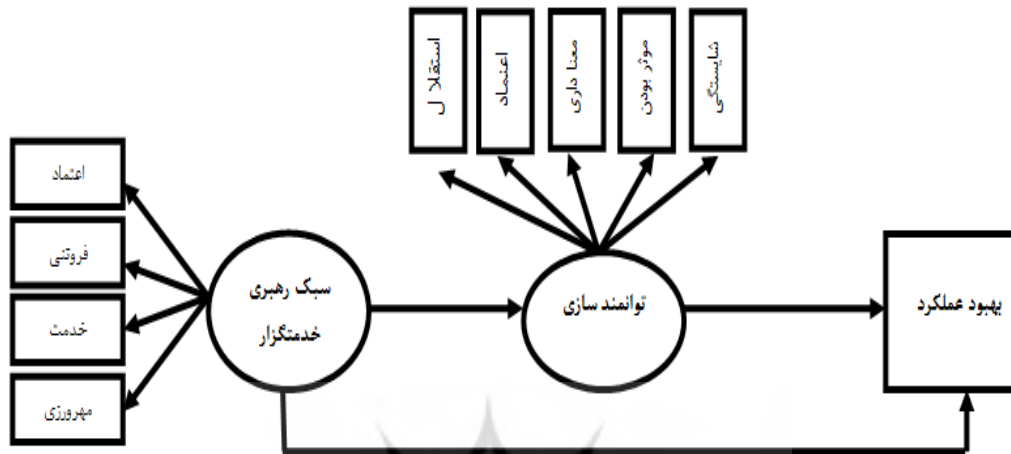 استقلا ل
اعتماد
معنا داری
موثر بودن
شایستگی
اعتماد
فروتنی
خدمت
مهرورزی
سبک رهبری
خدمتگزار
توانمند سازی
بهبود عملکرد